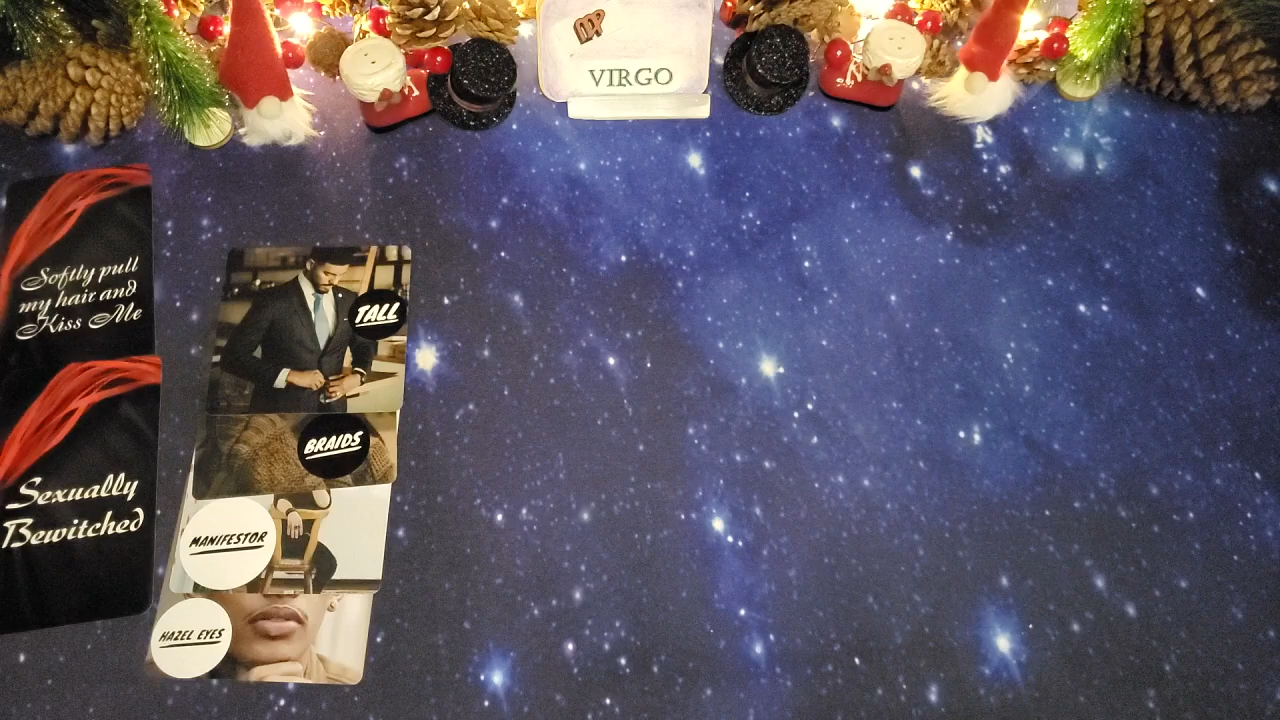 VIRGO
Softly pull
my hair and
Kiss Me
Sexually
Bewitched
TALL
BRAIDS
MANIFESTOR
HAZEL EYES